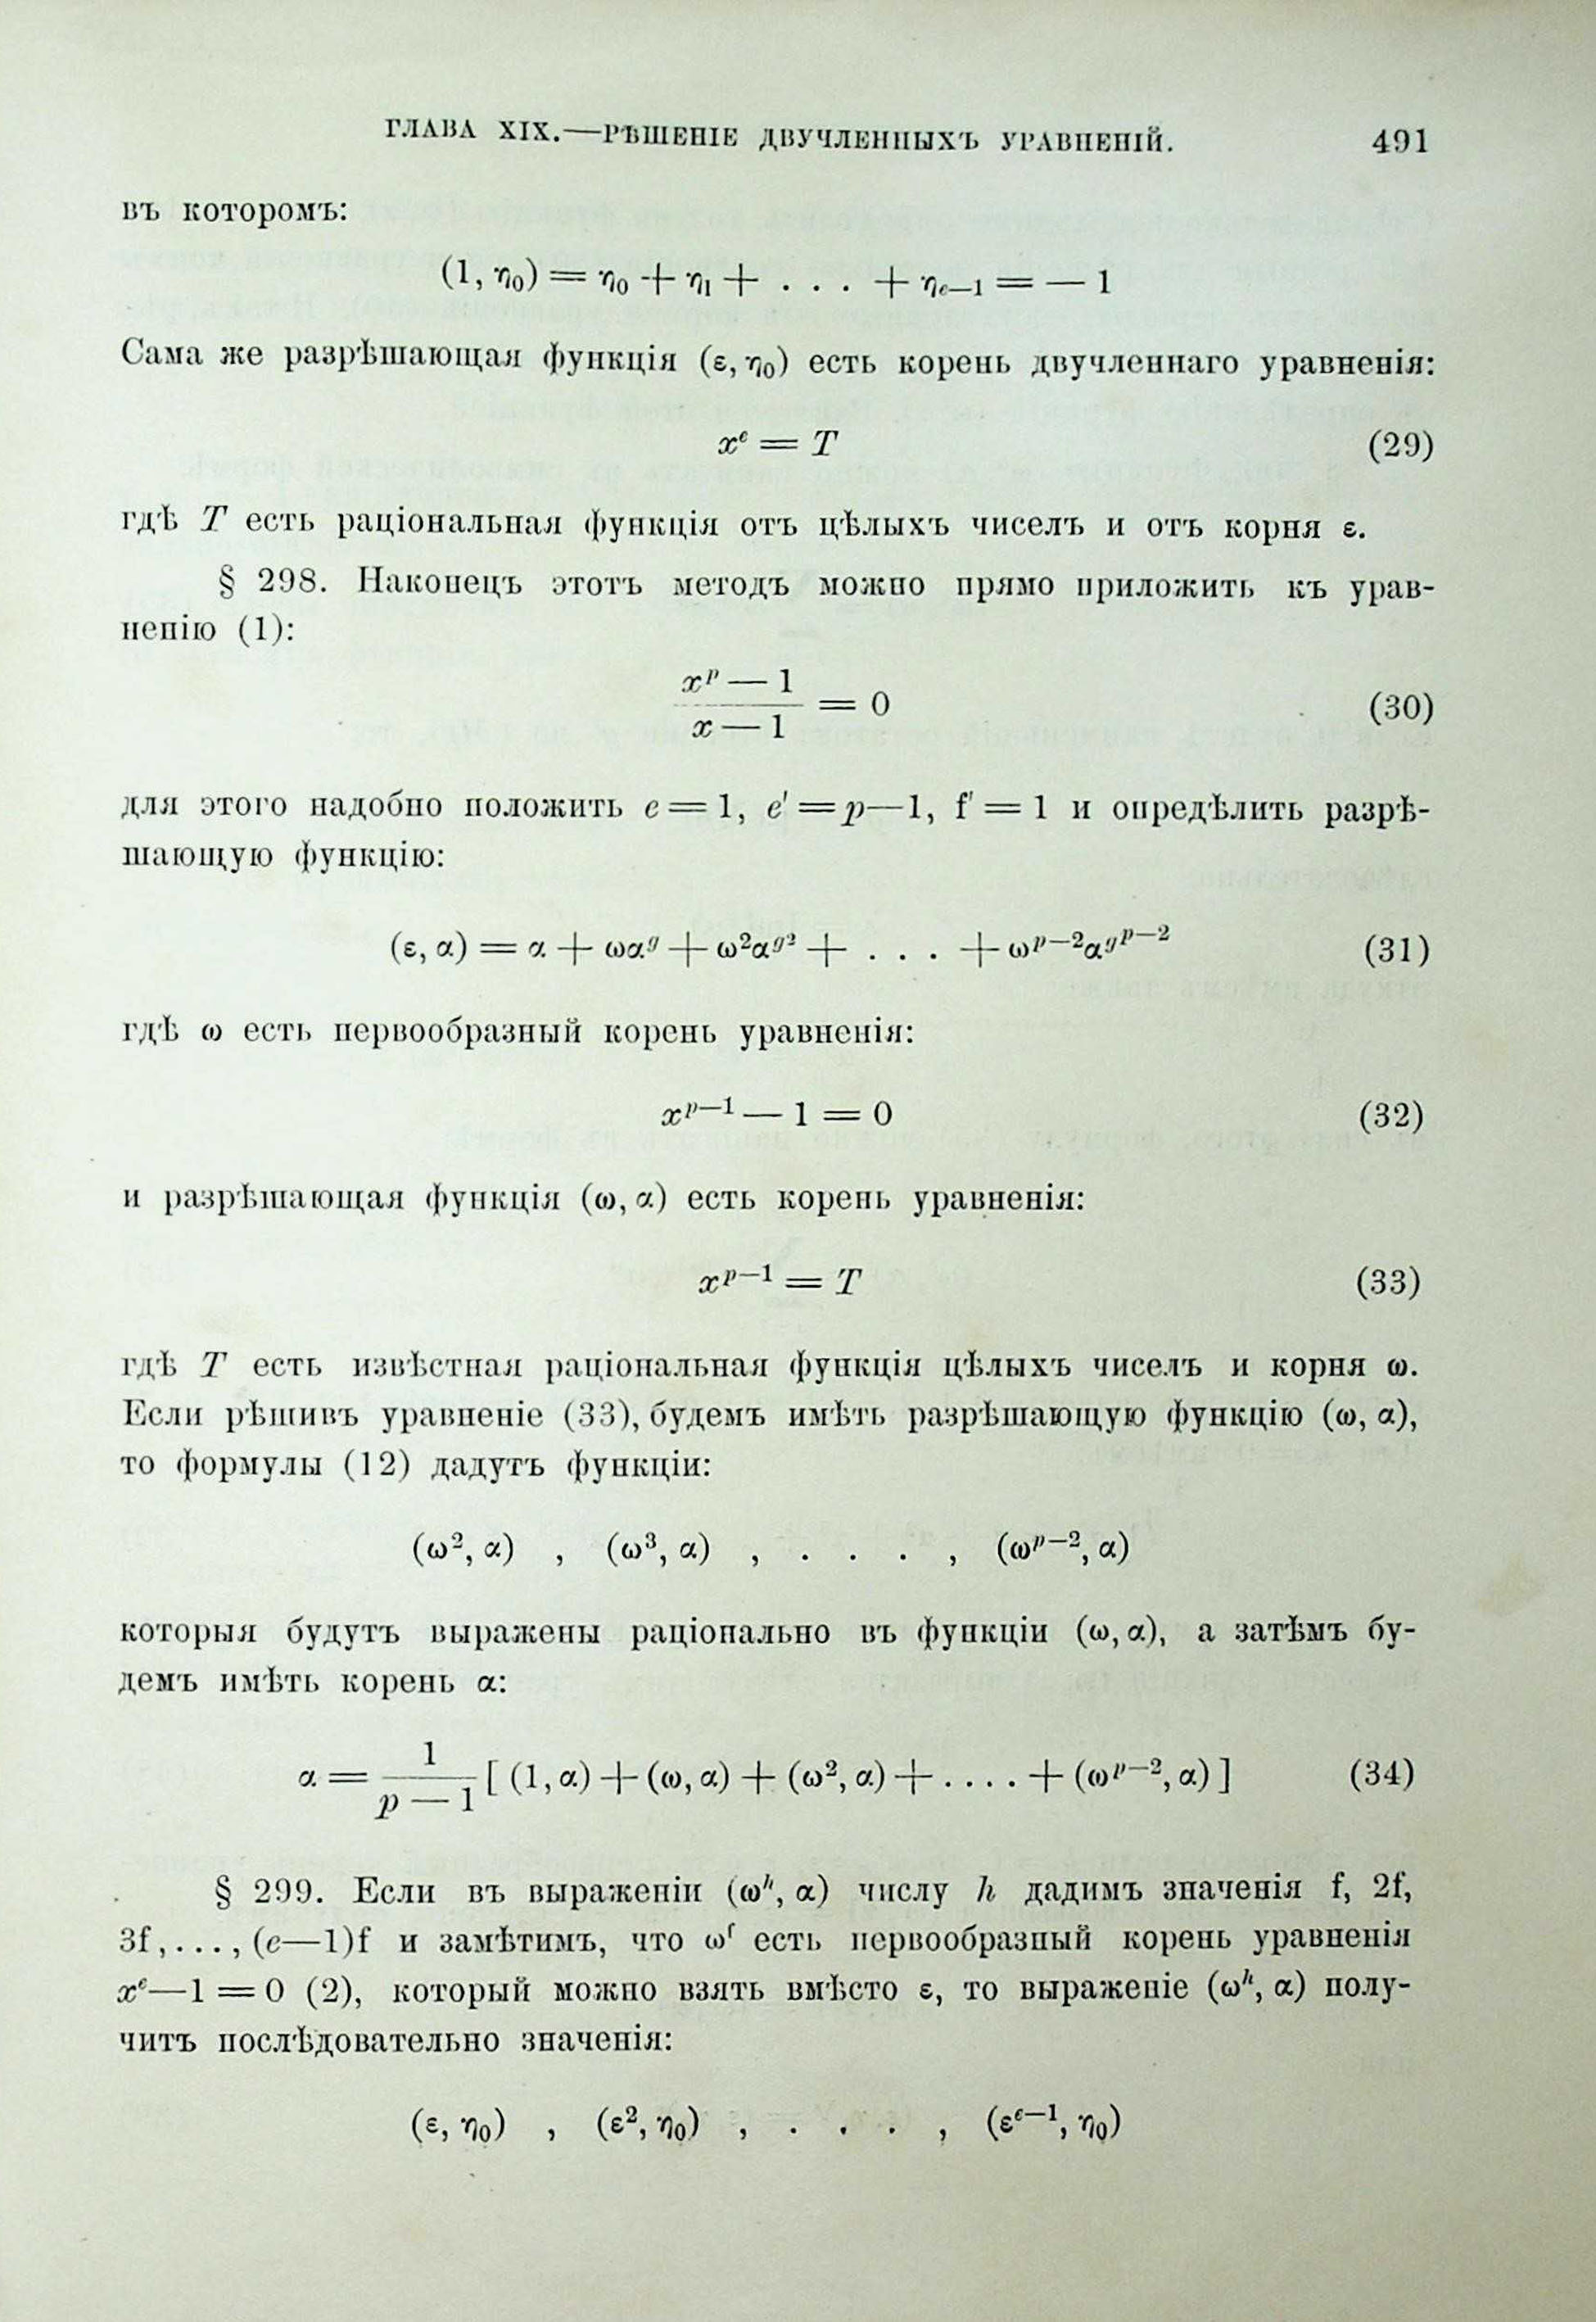 ГЛАВА XIX.—РѢШЕНІЕ ДВУЧЛЕННЫХЪ УРАВНЕНІЙ. 491
въ которомъ:
(1, η₀) = η₀ + η₁ + . . . + ηₑ₋₁ = — 1
Сама же разрѣшающая функція (ε, η₀) есть корень двучленнаго уравненія:
xᵉ = T (29)
гдѣ T есть раціональная функція отъ цѣлыхъ чиселъ и отъ корня ε.
§ 298. Наконецъ этотъ методъ можно прямо приложить къ урав-
ненію (1):
xᵖ — 1
x — 1 = 0 (30)
для этого надобно положить e = 1, e' = p—1, f' = 1 и опредѣлить разрѣ-
шающую функцію:
(ε, α) = α + ωα^g + ω²α^{g²} + . . . + ω^{p−2}α^{g^{p−2}} (31)
гдѣ ω есть первообразный корень уравненія:
x^{p−1} — 1 = 0 (32)
и разрѣшающая функція (ω, α) есть корень уравненія:
x^{p−1} = T (33)
гдѣ T есть извѣстная раціональная функція цѣлыхъ чиселъ и корня ω.
Если рѣшивъ уравненіе (33), будемъ имѣть разрѣшающую функцію (ω, α),
то формулы (12) дадутъ функціи:
(ω², α) , (ω³, α) , . . . , (ω^{p−2}, α)
которыя будутъ выражены раціонально въ функціи (ω, α), а затѣмъ бу-
демъ имѣть корень α:
α = \frac{1}{p — 1} [ (1, α) + (ω, α) + (ω², α) + . . . . + (ω^{p−2}, α) ] (34)
§ 299. Если въ выраженіи (ω^h, α) числу h дадимъ значенія f, 2f,
3f, . . . , (e—1)f и замѣтимъ, что ω^f есть первообразный корень уравненія
xᵉ—1 = 0 (2), который можно взять вмѣсто ε, то выраженіе (ω^h, α) полу-
читъ послѣдовательно значенія:
(ε, η₀) , (ε², η₀) , . . . , (ε^{e−1}, η₀)